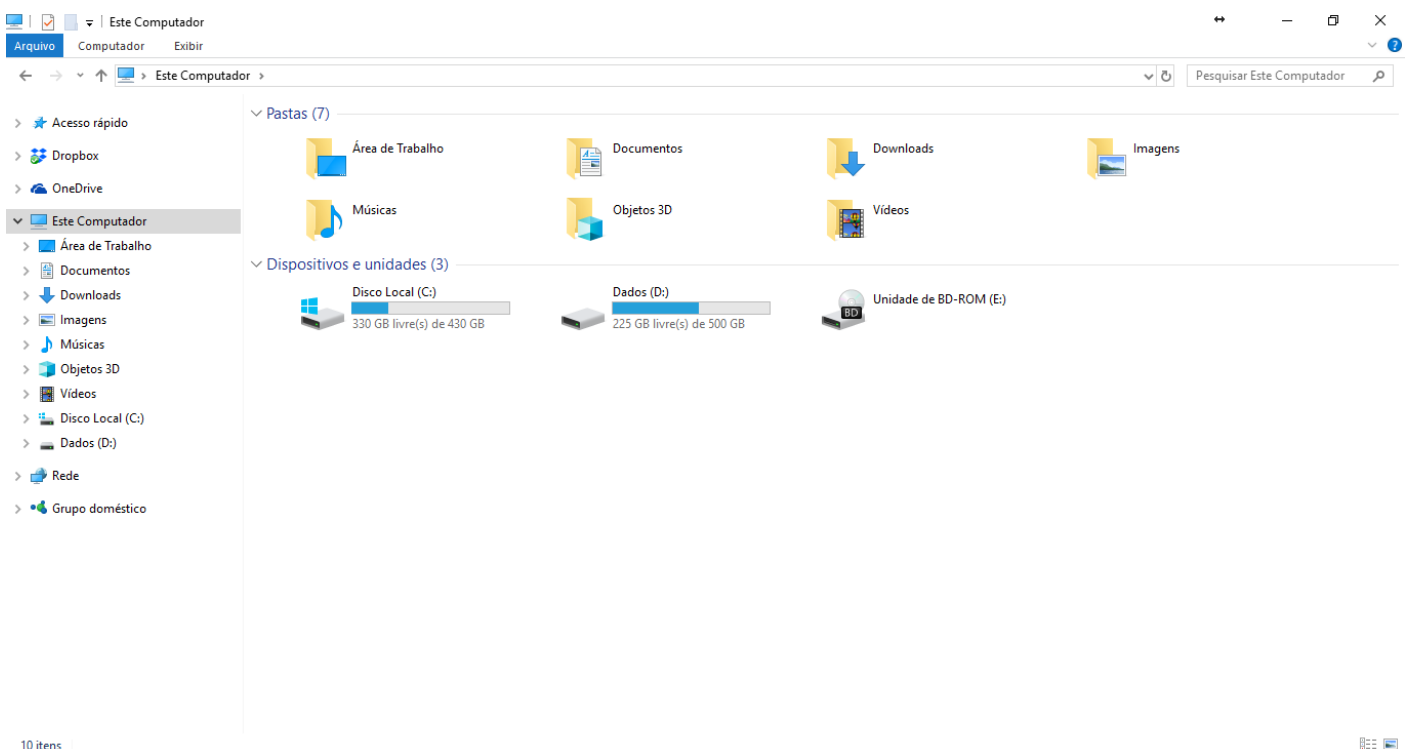 Este Computador
Arquivo Computador Exibir
Este Computador
Pesquisar Este Computador
Acesso rápido
Dropbox
OneDrive
Este Computador
Área de Trabalho
Documentos
Downloads
Imagens
Músicas
Objetos 3D
Vídeos
Disco Local (C:)
Dados (D:)
Rede
Grupo doméstico
Pastas (7)
Área de Trabalho
Documentos
Downloads
Imagens
Músicas
Objetos 3D
Vídeos
Dispositivos e unidades (3)
Disco Local (C:)
330 GB livre(s) de 430 GB
Dados (D:)
225 GB livre(s) de 500 GB
BD
Unidade de BD-ROM (E:)
10 itens